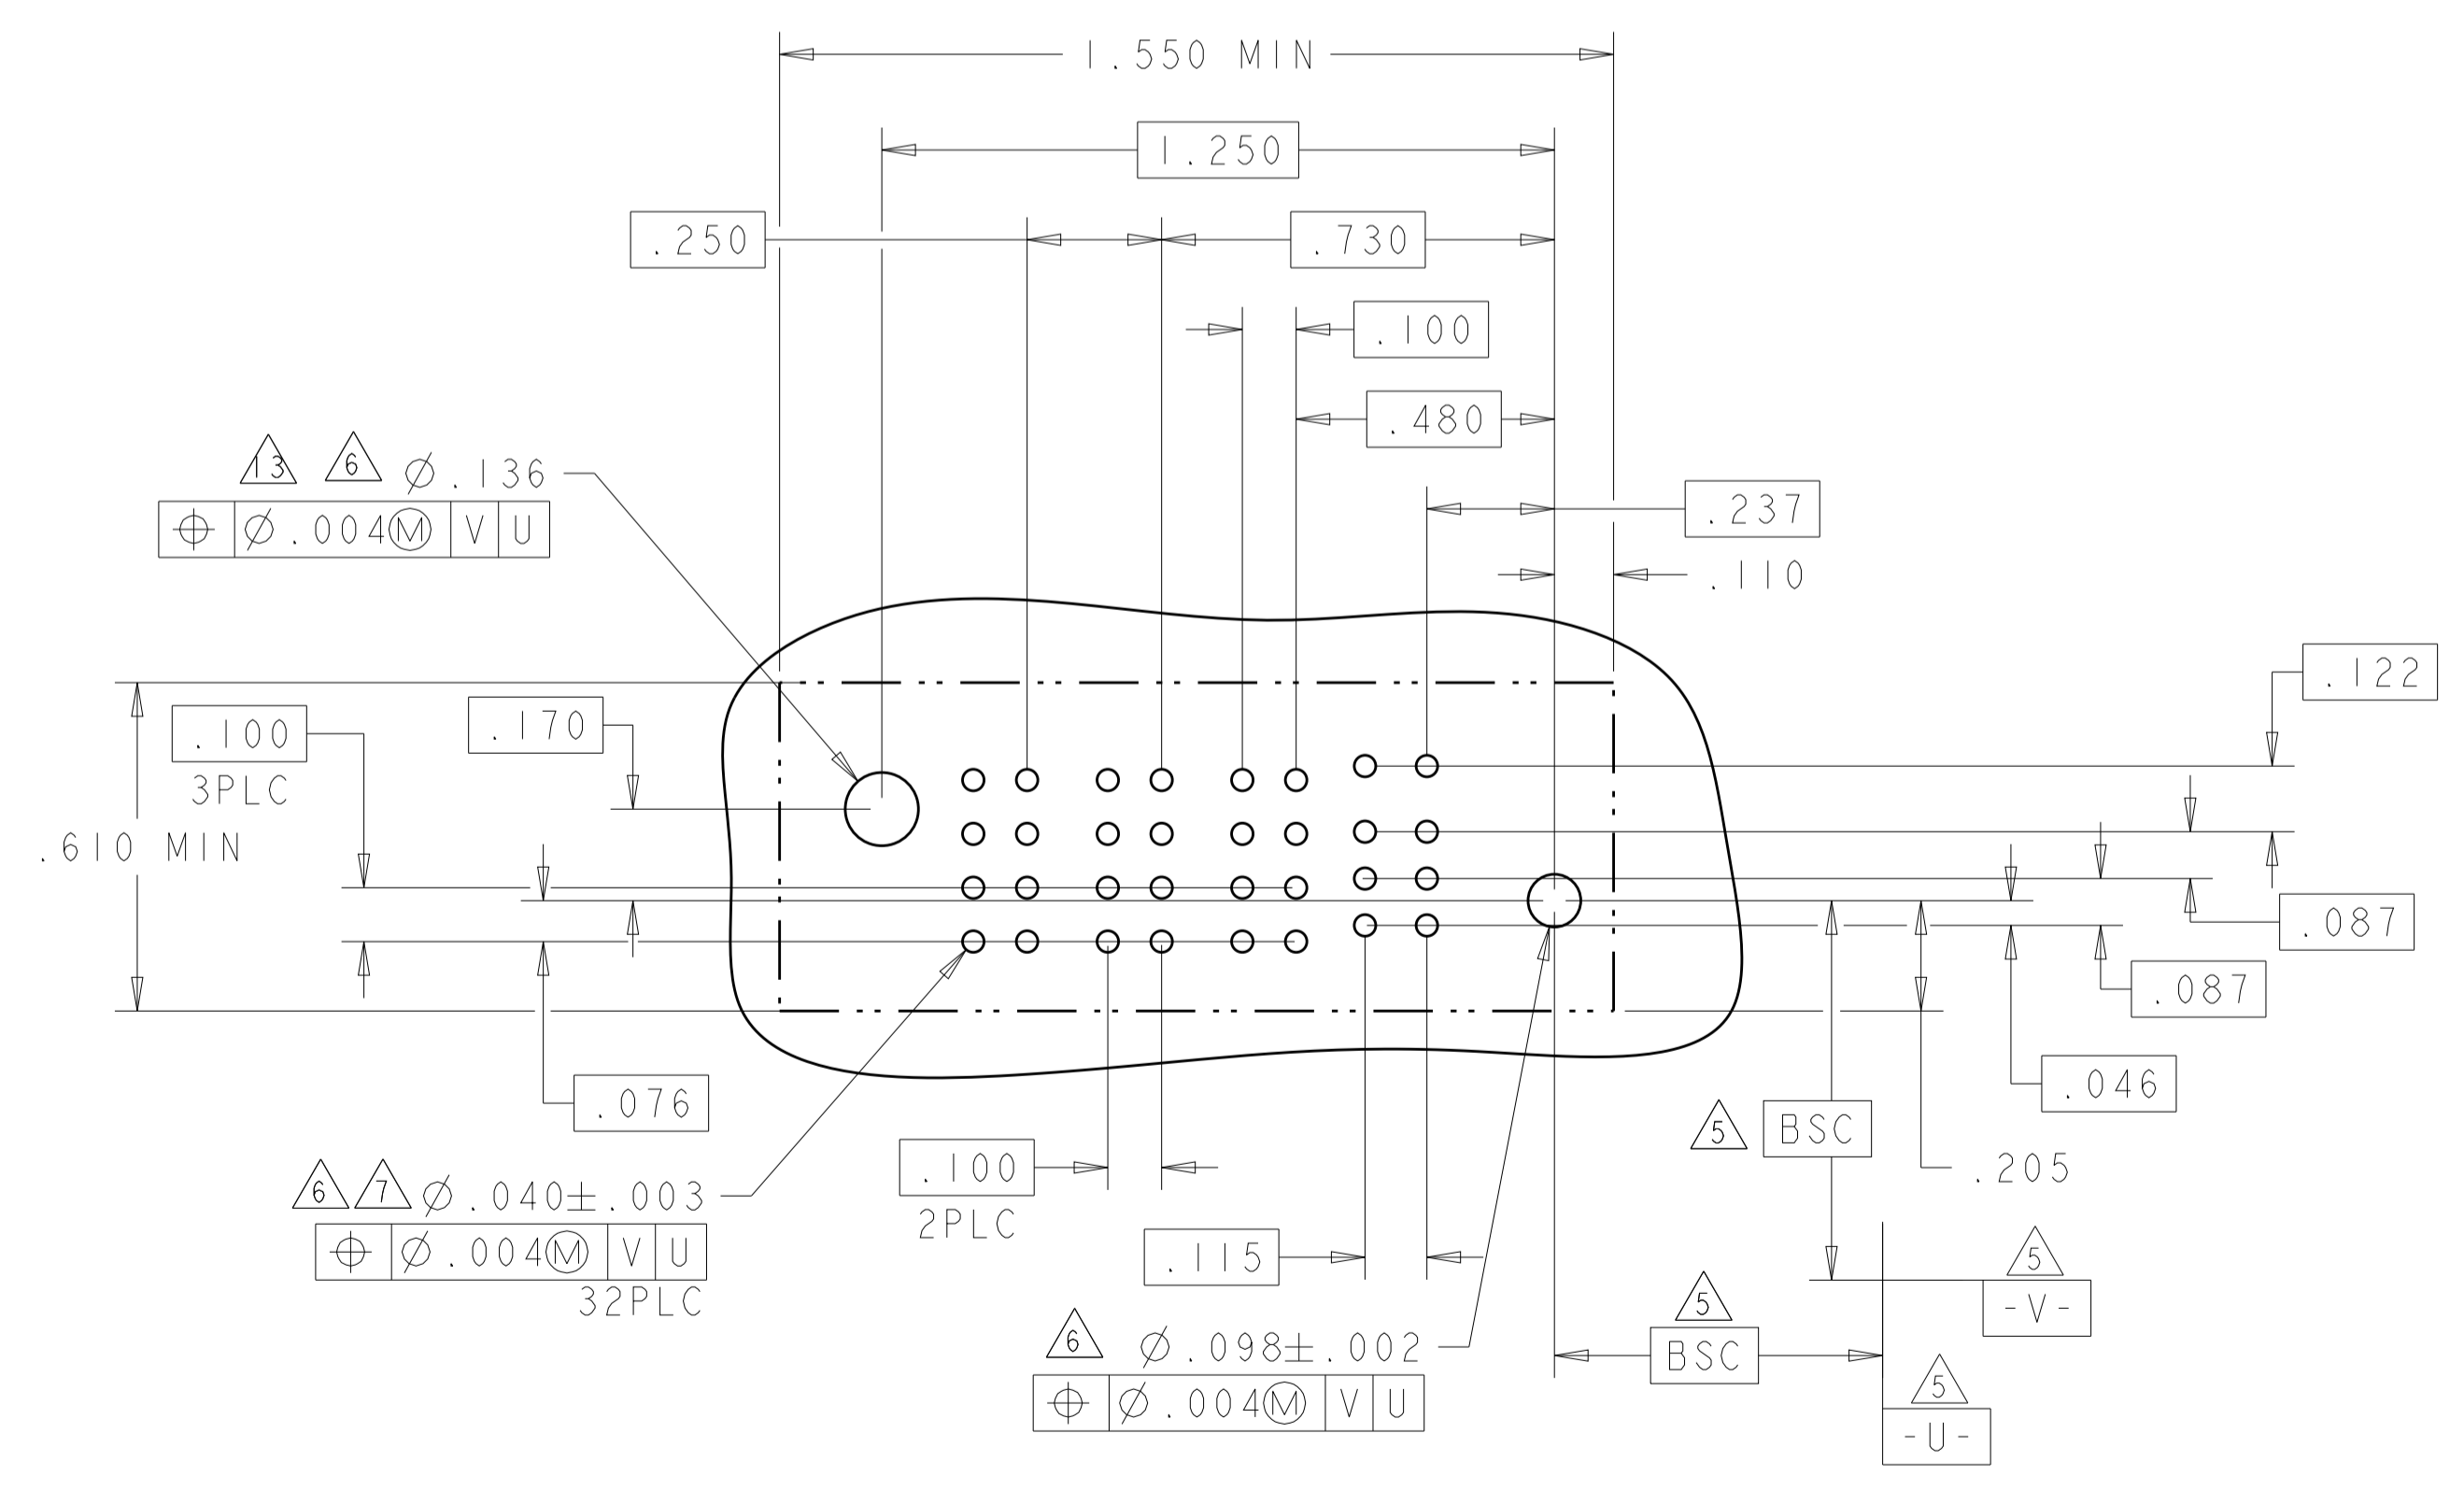 1.550 MIN
1.250
.250
.730
.100
.480
13 6 ⌀.136
⌖ ⌀.004Ⓜ V U
.237
.110
.122
.170
.100
3PLC
.610 MIN
.087
.087
.046
.076
5 BSC
.100
2PLC
.205
6 7 ⌀.040±.003
⌖ ⌀.004Ⓜ V U
32PLC
.115
5
-V-
5
BSC
6 ⌀.098±.002
⌖ ⌀.004Ⓜ V U
5
-U-